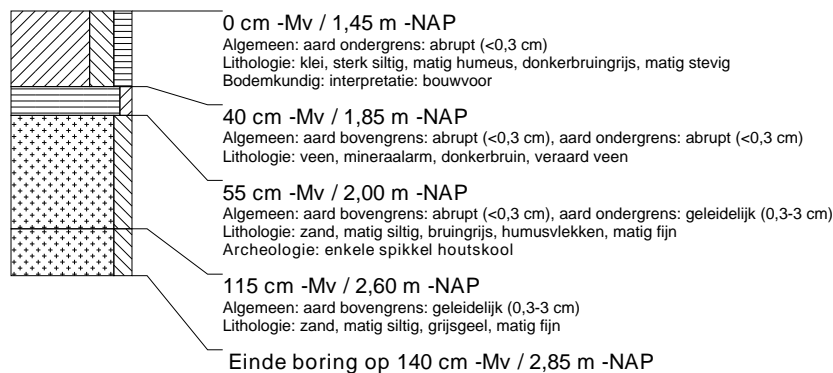 0 cm -Mv / 1,45 m -NAP
Algemeen: aard ondergrens: abrupt (<0,3 cm)
Lithologie: klei, sterk siltig, matig humeus, donkerbruingrijs, matig stevig
Bodemkundig: interpretatie: bouwvoor
40 cm -Mv / 1,85 m -NAP
Algemeen: aard bovengrens: abrupt (<0,3 cm), aard ondergrens: abrupt (<0,3 cm)
Lithologie: veen, mineraalarm, donkerbruin, veraard veen
55 cm -Mv / 2,00 m -NAP
Algemeen: aard bovengrens: abrupt (<0,3 cm), aard ondergrens: geleidelijk (0,3-3 cm)
Lithologie: zand, matig siltig, bruingrijs, humusvlekken, matig fijn
Archeologie: enkele spikkel houtskool
115 cm -Mv / 2,60 m -NAP
Algemeen: aard bovengrens: geleidelijk (0,3-3 cm)
Lithologie: zand, matig siltig, grijsgeel, matig fijn
Einde boring op 140 cm -Mv / 2,85 m -NAP